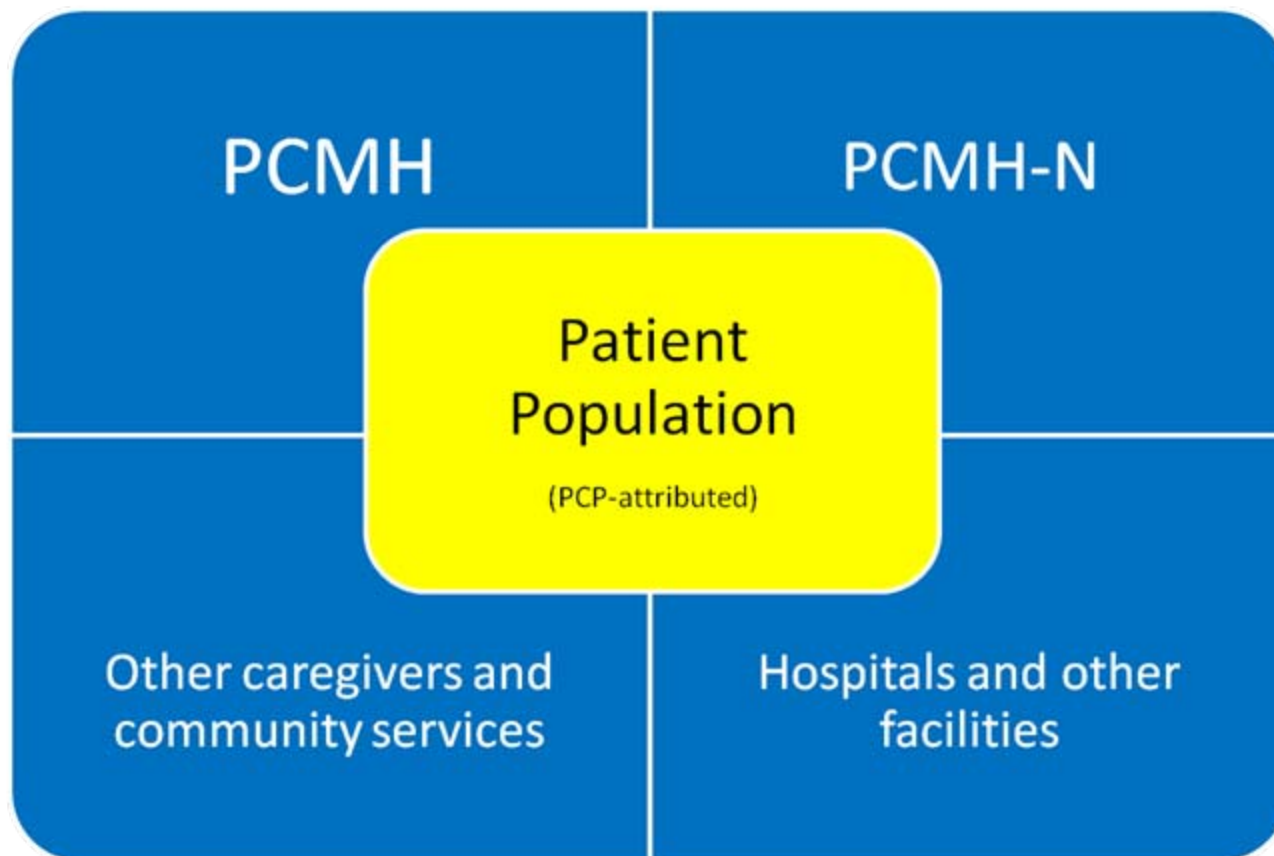 PCMH
PCMH-N
Patient
Population
(PCP-attributed)
Other caregivers and
community services
Hospitals and other
facilities